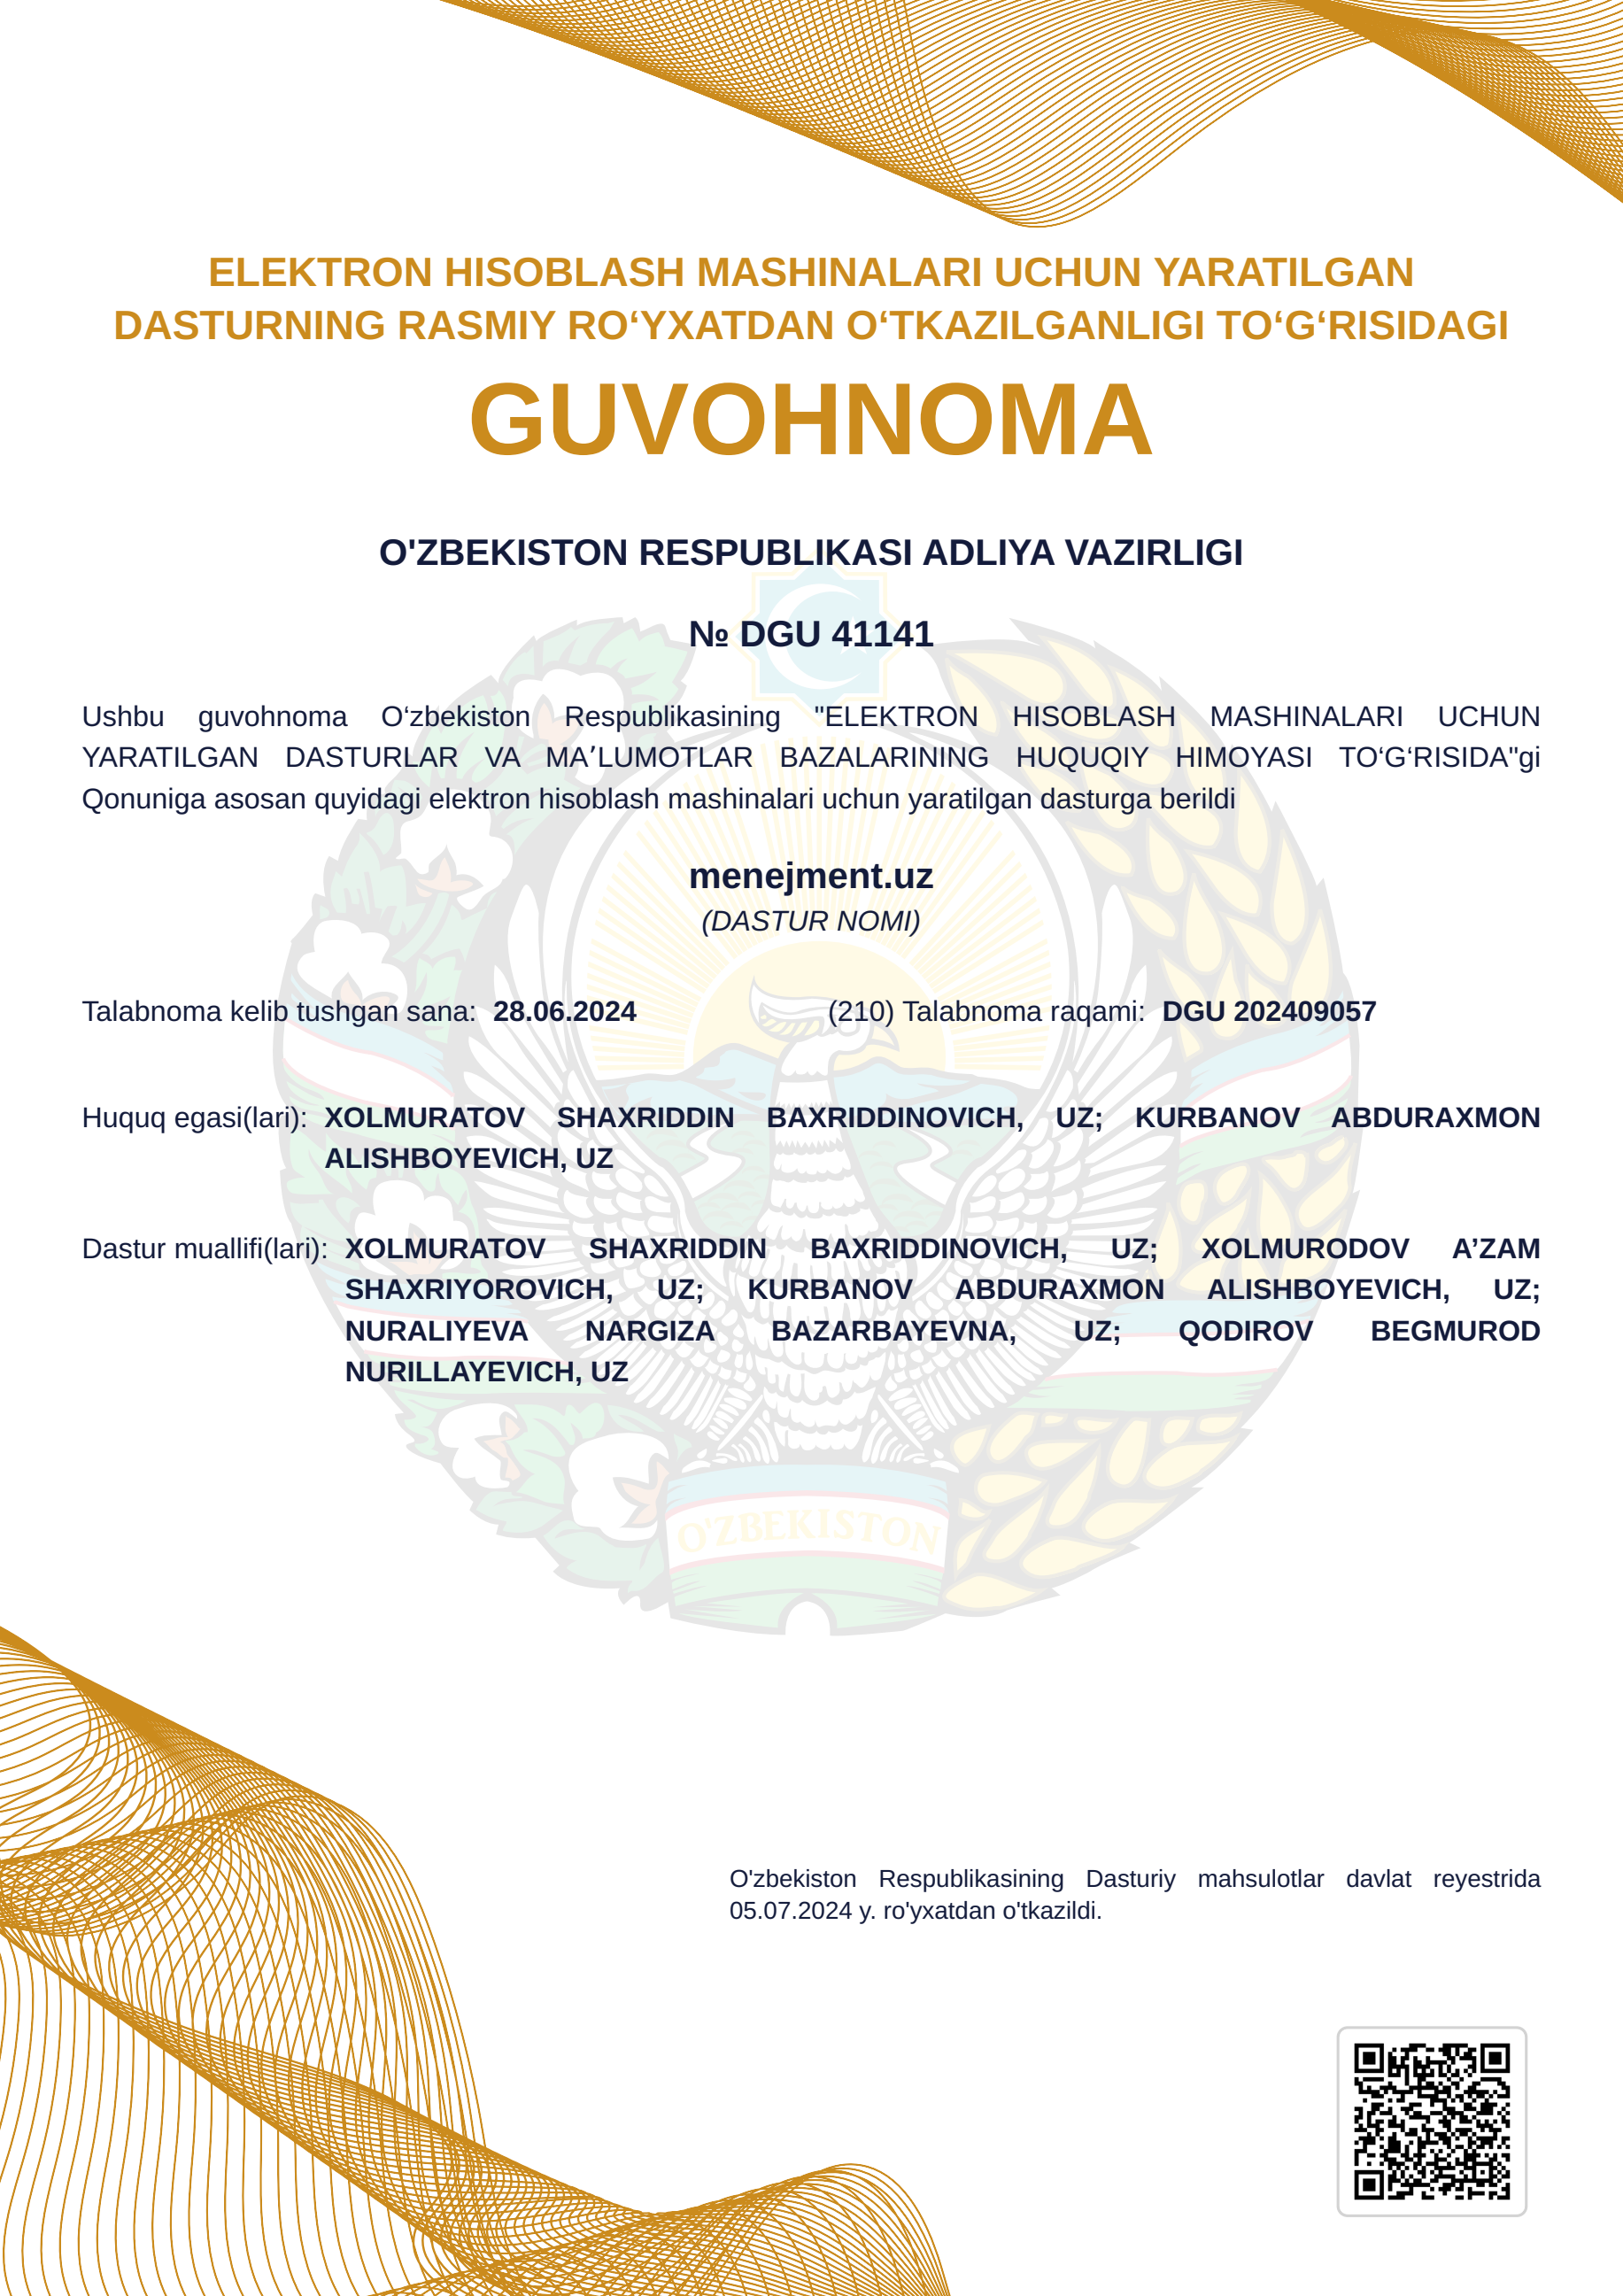 ELEKTRON HISOBLASH MASHINALARI UCHUN YARATILGAN
DASTURNING RASMIY RO‘YXATDAN O‘TKAZILGANLIGI TO‘G‘RISIDAGI
GUVOHNOMA
O'ZBEKISTON RESPUBLIKASI ADLIYA VAZIRLIGI
№ DGU 41141
Ushbu guvohnoma O‘zbekiston Respublikasining "ELEKTRON HISOBLASH MASHINALARI UCHUN
YARATILGAN DASTURLAR VA MA’LUMOTLAR BAZALARINING HUQUQIY HIMOYASI TO‘G‘RISIDA"gi
Qonuniga asosan quyidagi elektron hisoblash mashinalari uchun yaratilgan dasturga berildi
menejment.uz
(DASTUR NOMI)
Talabnoma kelib tushgan sana: 28.06.2024 (210) Talabnoma raqami: DGU 202409057
Huquq egasi(lari): XOLMURATOV SHAXRIDDIN BAXRIDDINOVICH, UZ; KURBANOV ABDURAXMON
ALISHBOYEVICH, UZ
Dastur muallifi(lari): XOLMURATOV SHAXRIDDIN BAXRIDDINOVICH, UZ; XOLMURODOV A’ZAM
SHAXRIYOROVICH, UZ; KURBANOV ABDURAXMON ALISHBOYEVICH, UZ;
NURALIYEVA NARGIZA BAZARBAYEVNA, UZ; QODIROV BEGMUROD
NURILLAYEVICH, UZ
O'ZBEKISTON
O'zbekiston Respublikasining Dasturiy mahsulotlar davlat reyestrida
05.07.2024 y. ro'yxatdan o'tkazildi.